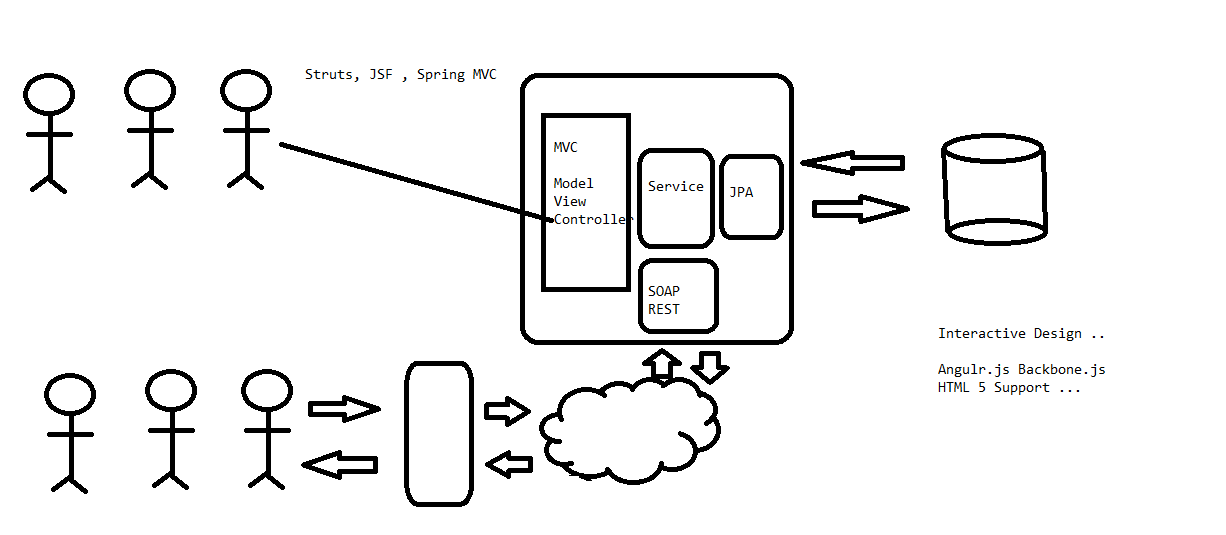 Struts, JSF , Spring MVC
MVC
Model
View
Controller
Service
JPA
SOAP
REST
Interactive Design ..
Angulr.js Backbone.js
HTML 5 Support ...